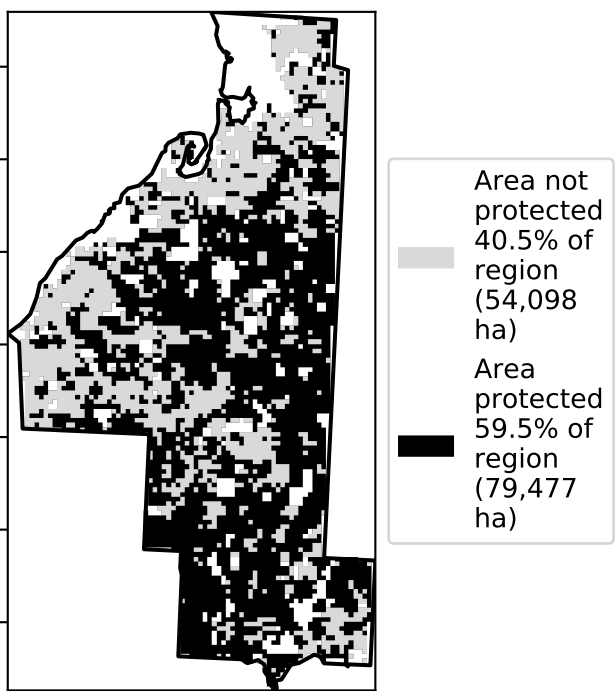 Area not
protected
40.5% of
region
(54,098
ha)
Area
protected
59.5% of
region
(79,477
ha)